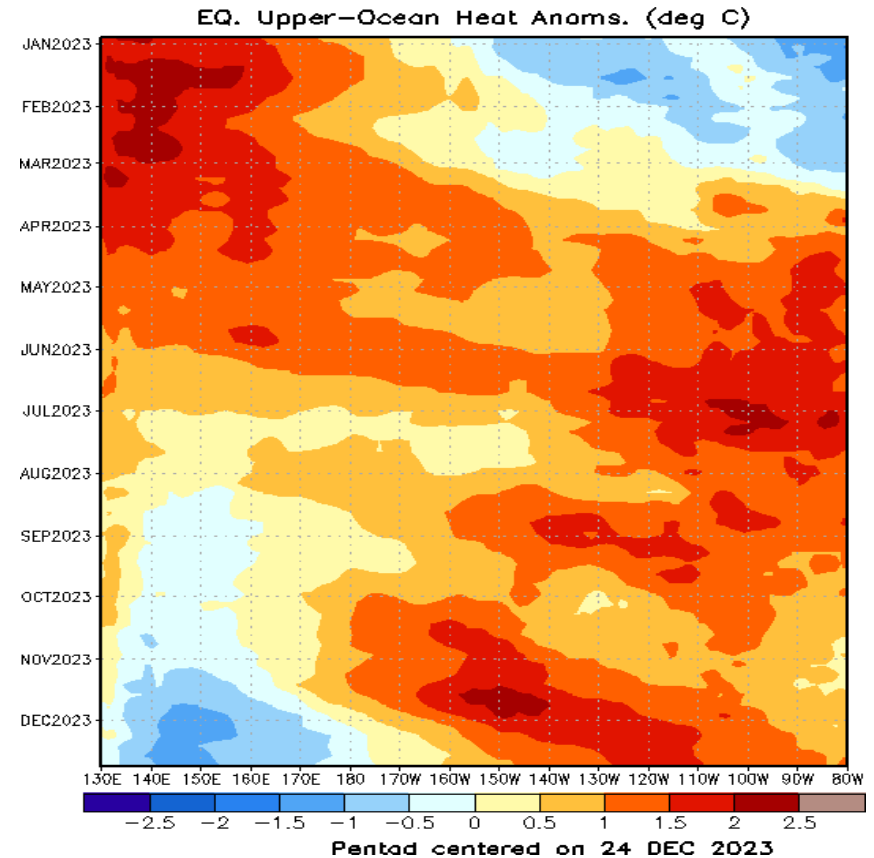 EQ. Upper-Ocean Heat Anoms. (deg C)
JAN2023
FEB2023
MAR2023
APR2023
MAY2023
JUN2023
JUL2023
AUG2023
SEP2023
OCT2023
NOV2023
DEC2023
130E 140E 150E 160E 170E 180 170W 160W 150W 140W 130W 120W 110W 100W 90W 80W
-2.5 -2 -1.5 -1 -0.5 0 0.5 1 1.5 2 2.5
Pentad centered on 24 DEC 2023